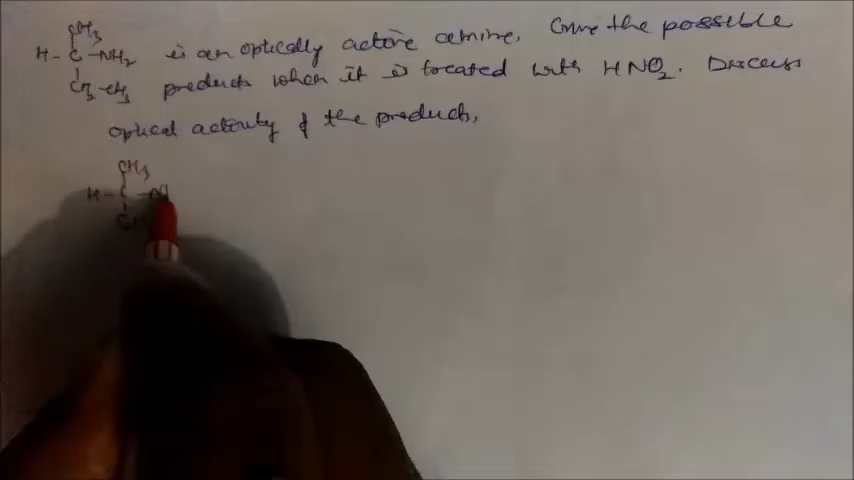 CH3
H - C - NH2 is an optically active amine. Give the possible
CH2-CH3 products when it is treated with HNO2. Discuss
optical activity of the products.
CH3
H - C - N
C